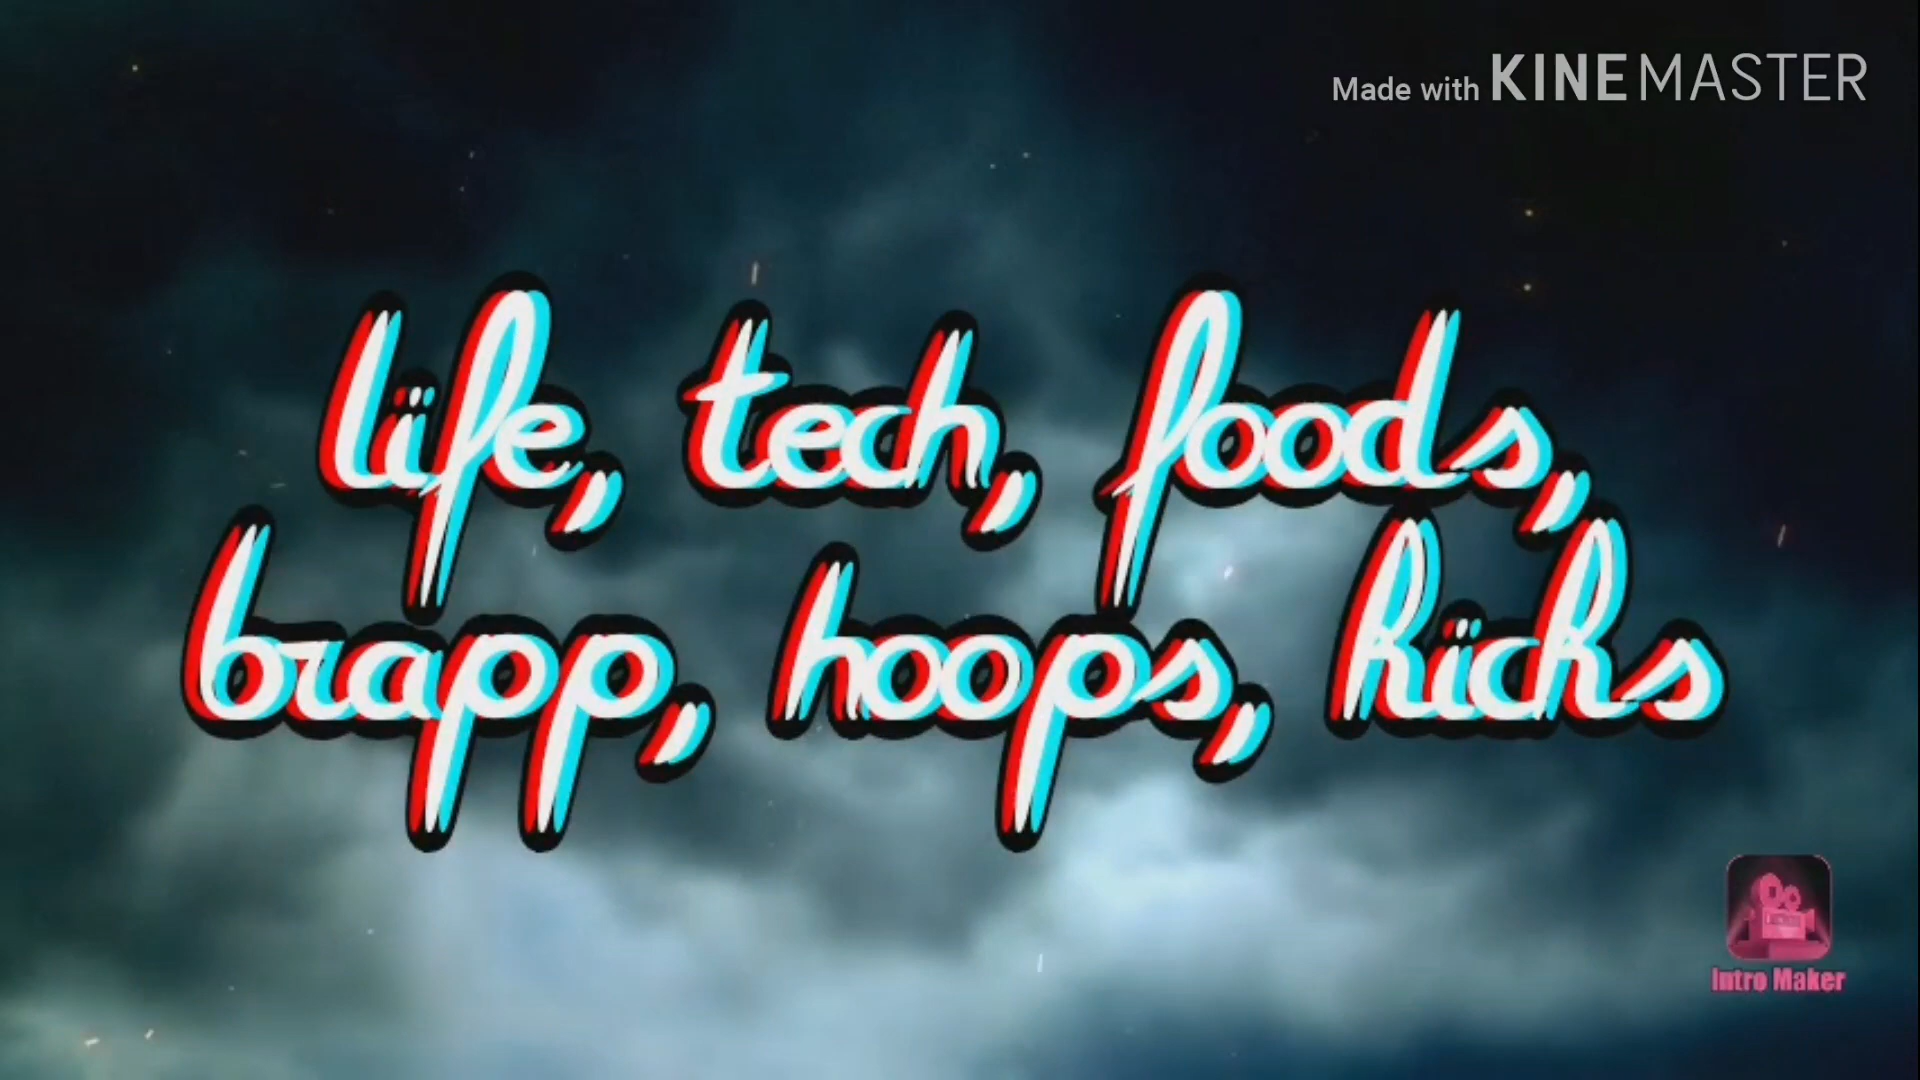 Made with KINEMASTER
life, tech, foods,
brapp, hoops, kicks
Intro Maker